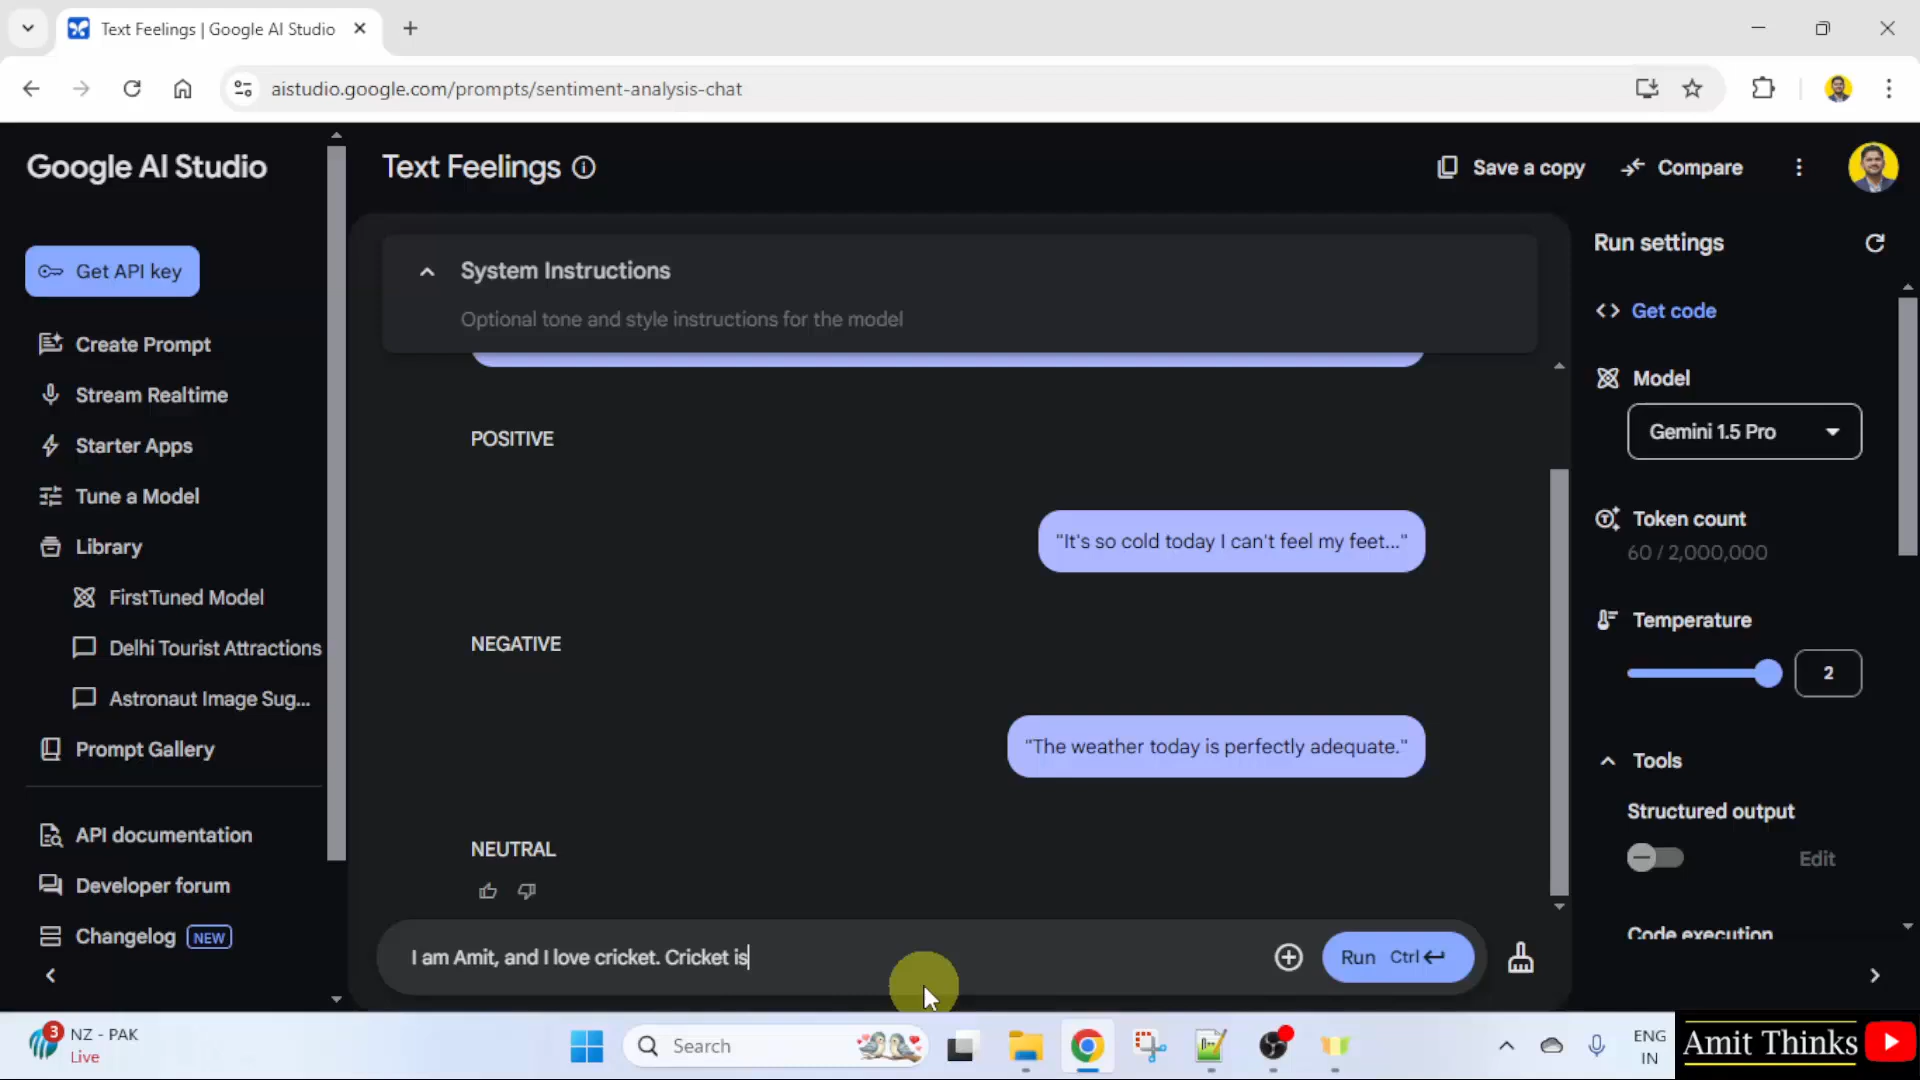 Text Feelings | Google AI Studio
aistudio.google.com/prompts/sentiment-analysis-chat
Google AI Studio
Get API key
Create Prompt
Stream Realtime
Starter Apps
Tune a Model
Library
FirstTuned Model
Delhi Tourist Attractions
Astronaut Image Sug...
Prompt Gallery
API documentation
Developer forum
Changelog NEW
Text Feelings
Save a copy
Compare
System Instructions
Optional tone and style instructions for the model
POSITIVE
"It's so cold today I can't feel my feet..."
NEGATIVE
"The weather today is perfectly adequate."
NEUTRAL
I am Amit, and I love cricket. Cricket is
Run Ctrl
Run settings
Get code
Model
Gemini 1.5 Pro
Token count
60 / 2,000,000
Temperature
2
Tools
Structured output
Edit
Code execution
3
NZ - PAK
Live
Search
ENG
IN
Amit Thinks